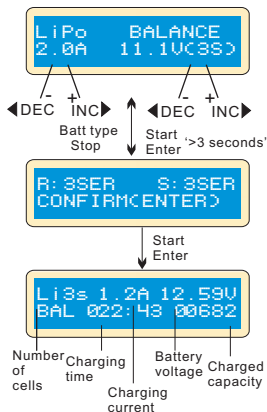 LiPo BALANCE
2.0A 11.1V(3S)
- + - +
◀DEC INC▶ ◀DEC INC▶
Batt type
Stop
Start
Enter '>3 seconds'
R:3SER S:3SER
CONFIRM(ENTER)
Start
Enter
Li3s 1.2A 12.59V
BAL 022:43 00682
Number
of
cells
Charging
time
Charging
current
Battery
voltage
Charged
capacity